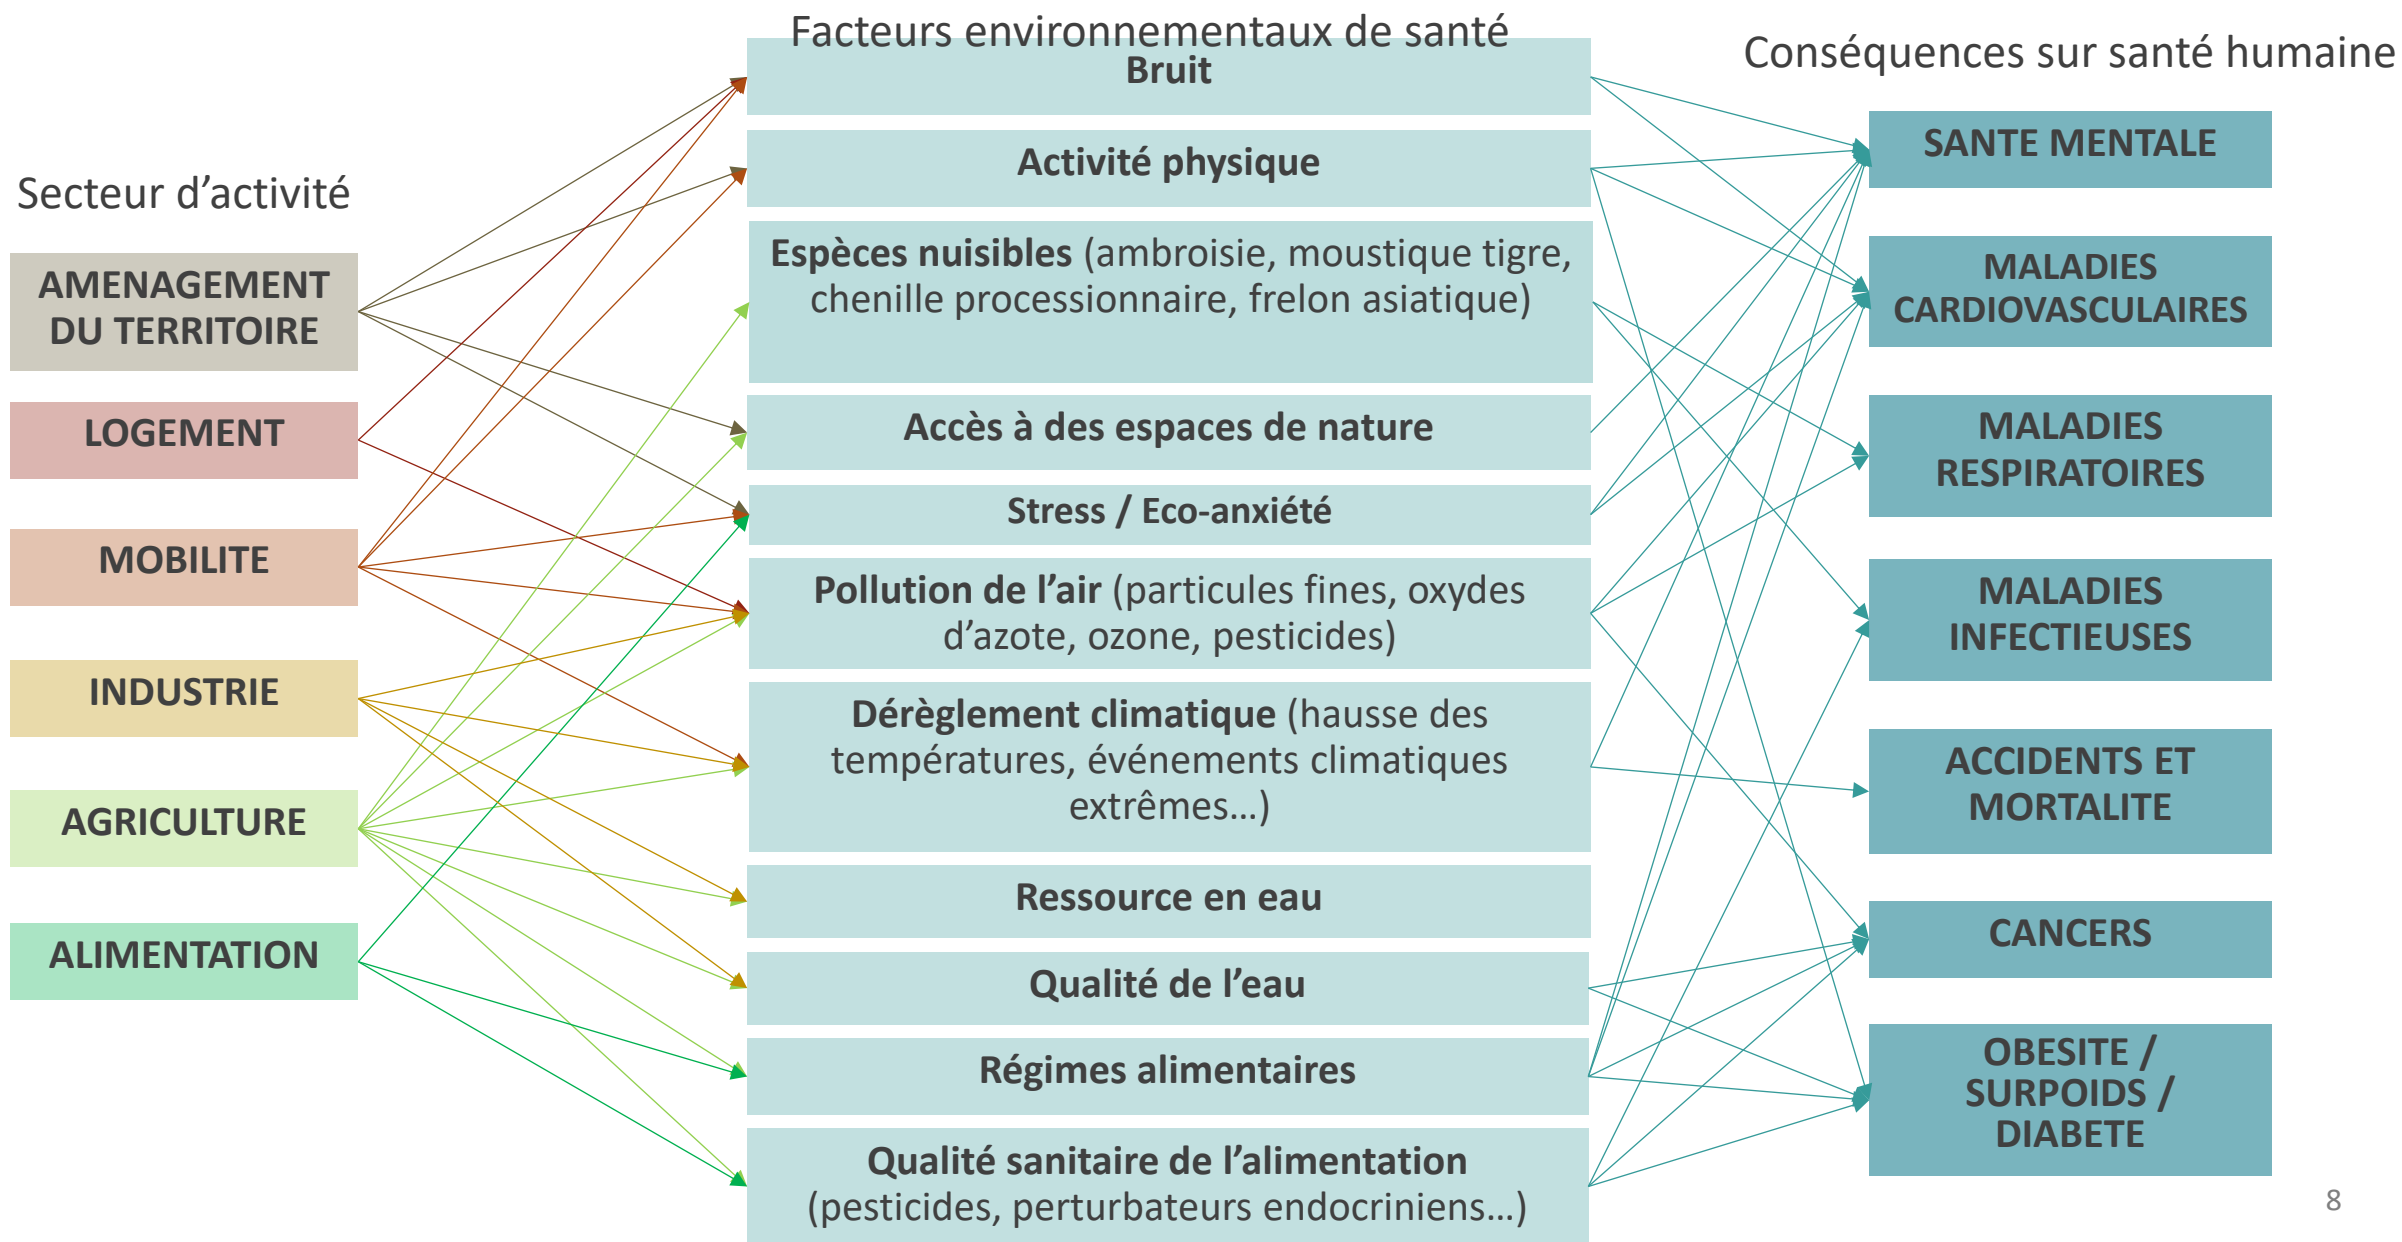 Secteur d’activité
AMENAGEMENT
DU TERRITOIRE
LOGEMENT
MOBILITE
INDUSTRIE
AGRICULTURE
ALIMENTATION
Facteurs environnementaux de santé
Bruit
Activité physique
Espèces nuisibles (ambroisie, moustique tigre,
chenille processionnaire, frelon asiatique)
Accès à des espaces de nature
Stress / Eco-anxiété
Pollution de l’air (particules fines, oxydes
d’azote, ozone, pesticides)
Dérèglement climatique (hausse des
températures, événements climatiques
extrêmes…)
Ressource en eau
Qualité de l’eau
Régimes alimentaires
Qualité sanitaire de l’alimentation
(pesticides, perturbateurs endocriniens…)
Conséquences sur santé humaine
SANTE MENTALE
MALADIES
CARDIOVASCULAIRES
MALADIES
RESPIRATOIRES
MALADIES
INFECTIEUSES
ACCIDENTS ET
MORTALITE
CANCERS
OBESITE /
SURPOIDS /
DIABETE
8